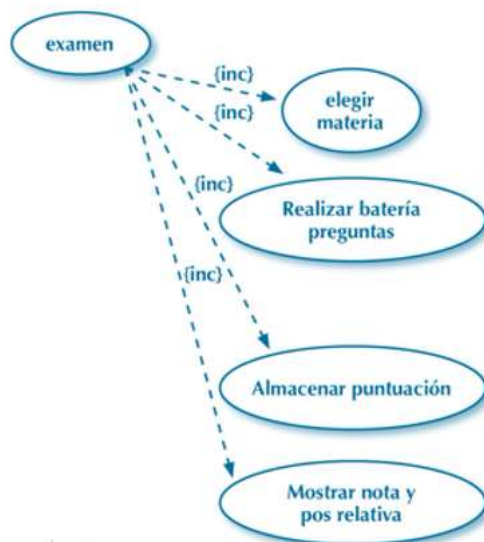 examen
{inc}
elegir
materia
{inc}
Realizar batería
preguntas
{inc}
{inc}
Almacenar puntuación
Mostrar nota y
pos relativa